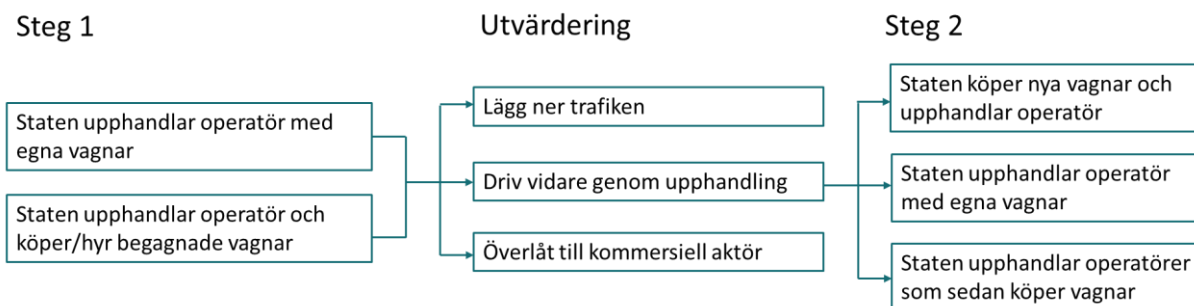 Steg 1
Utvärdering
Steg 2
Staten upphandlar operatör med
egna vagnar
Staten upphandlar operatör och
köper/hyr begagnade vagnar
Lägg ner trafiken
Driv vidare genom upphandling
Överlåt till kommersiell aktör
Staten köper nya vagnar och
upphandlar operatör
Staten upphandlar operatör
med egna vagnar
Staten upphandlar operatörer
som sedan köper vagnar